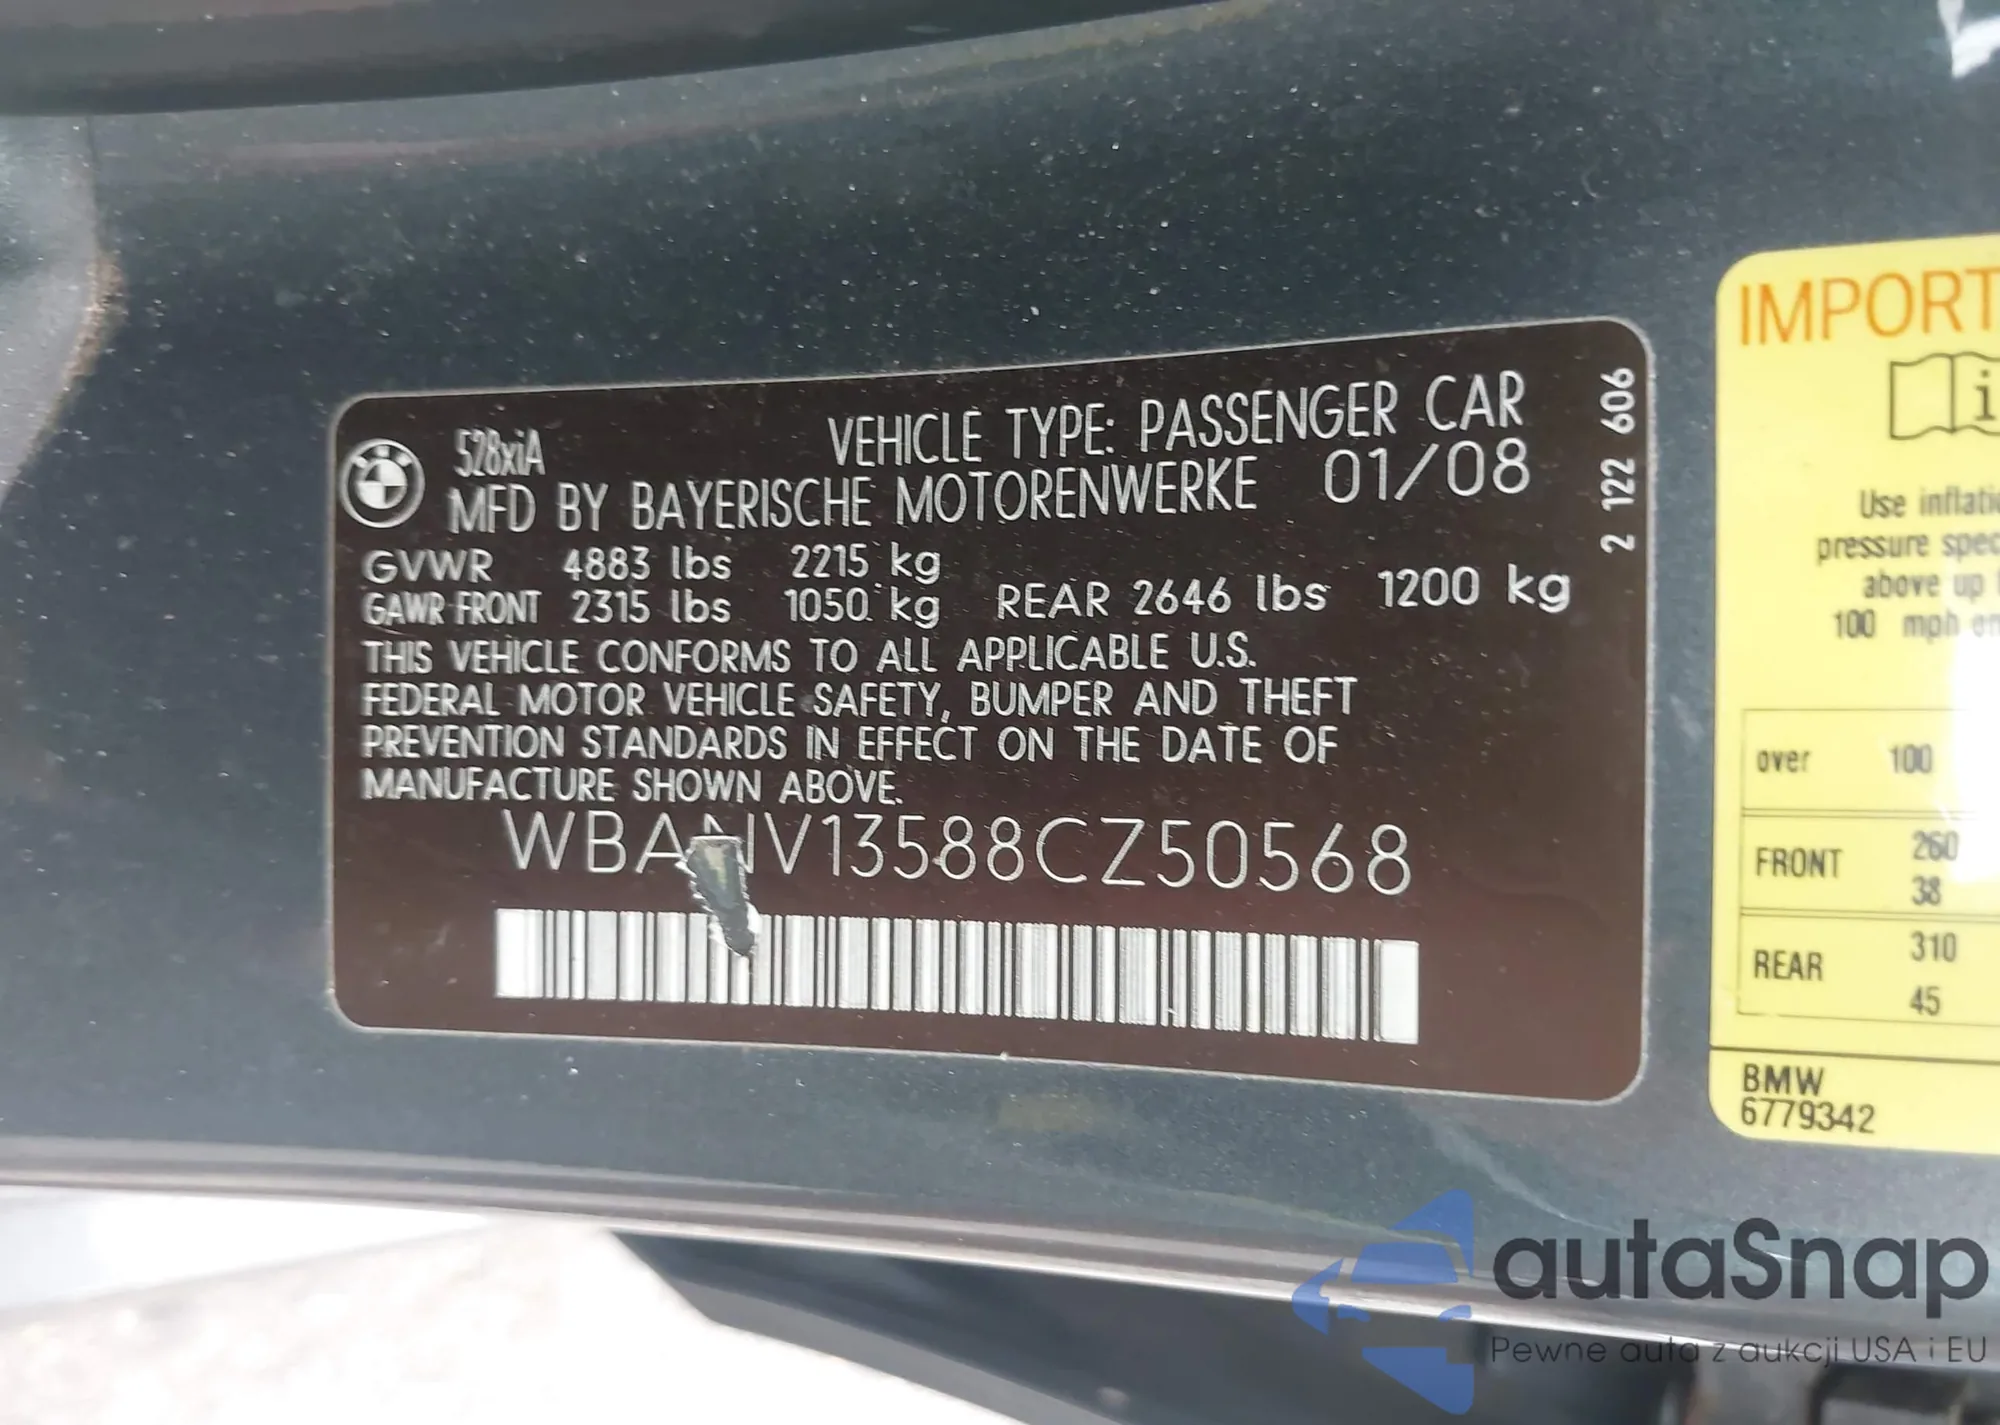 528xiA
VEHICLE TYPE: PASSENGER CAR
MFD BY BAYERISCHE MOTORENWERKE 01/08
GVWR 4883 lbs 2215 kg
GAWR FRONT 2315 lbs 1050 kg REAR 2646 lbs 1200 kg
THIS VEHICLE CONFORMS TO ALL APPLICABLE U.S.
FEDERAL MOTOR VEHICLE SAFETY, BUMPER AND THEFT
PREVENTION STANDARDS IN EFFECT ON THE DATE OF
MANUFACTURE SHOWN ABOVE.
WBANV13588CZ50568
2 122 606
IMPORT
i
Use inflati
pressure spec
above up
100 mph
over 100
FRONT 260
38
REAR 310
45
BMW
6779342
autaSnap
Pewne auta z aukcji USA i EU